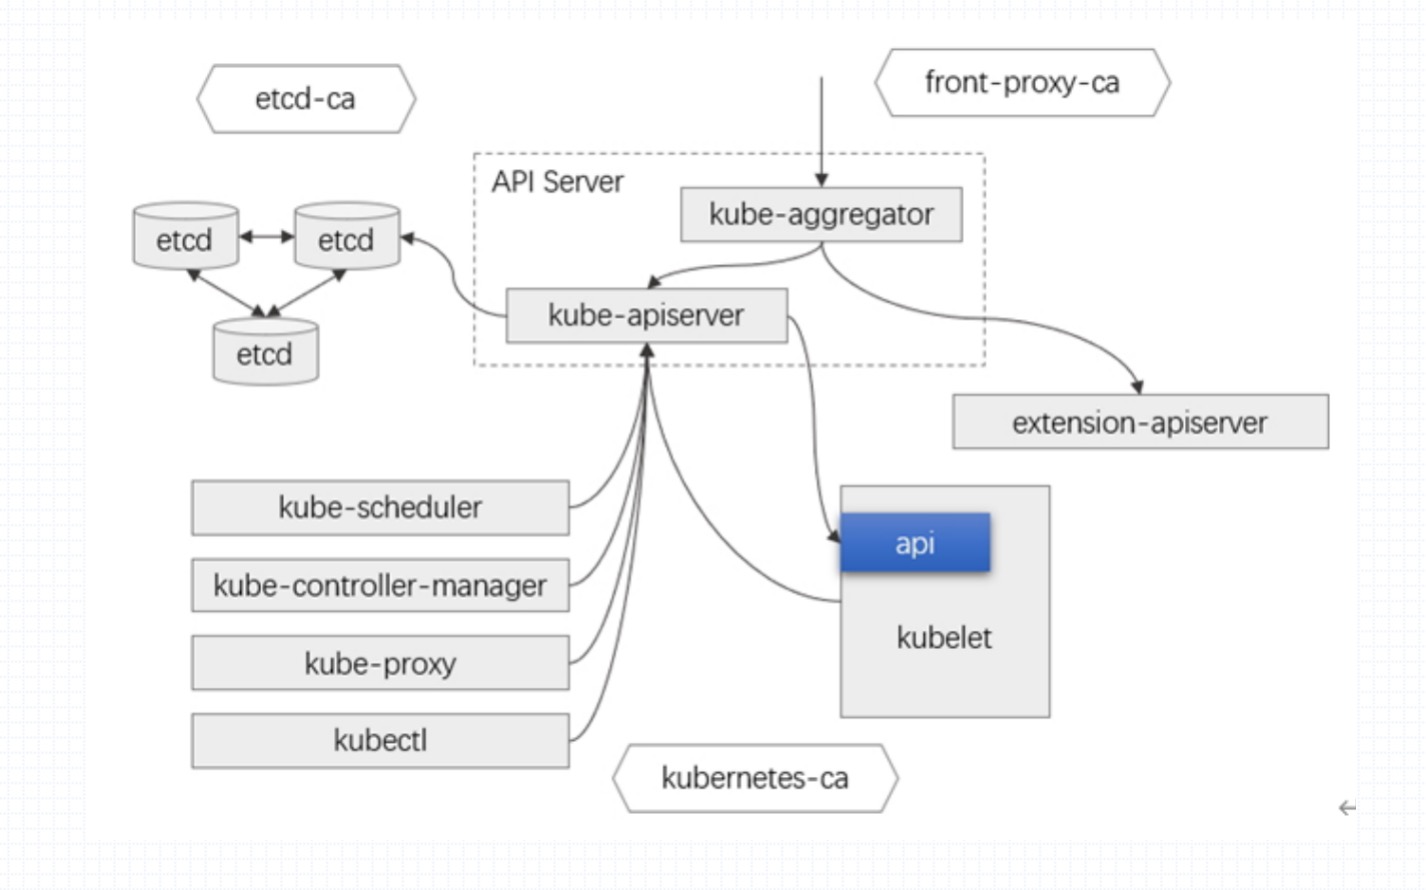 etcd-ca
front-proxy-ca
API Server
kube-aggregator
etcd
etcd
kube-apiserver
etcd
extension-apiserver
kube-scheduler
api
kube-controller-manager
kubelet
kube-proxy
kubectl
kubernetes-ca